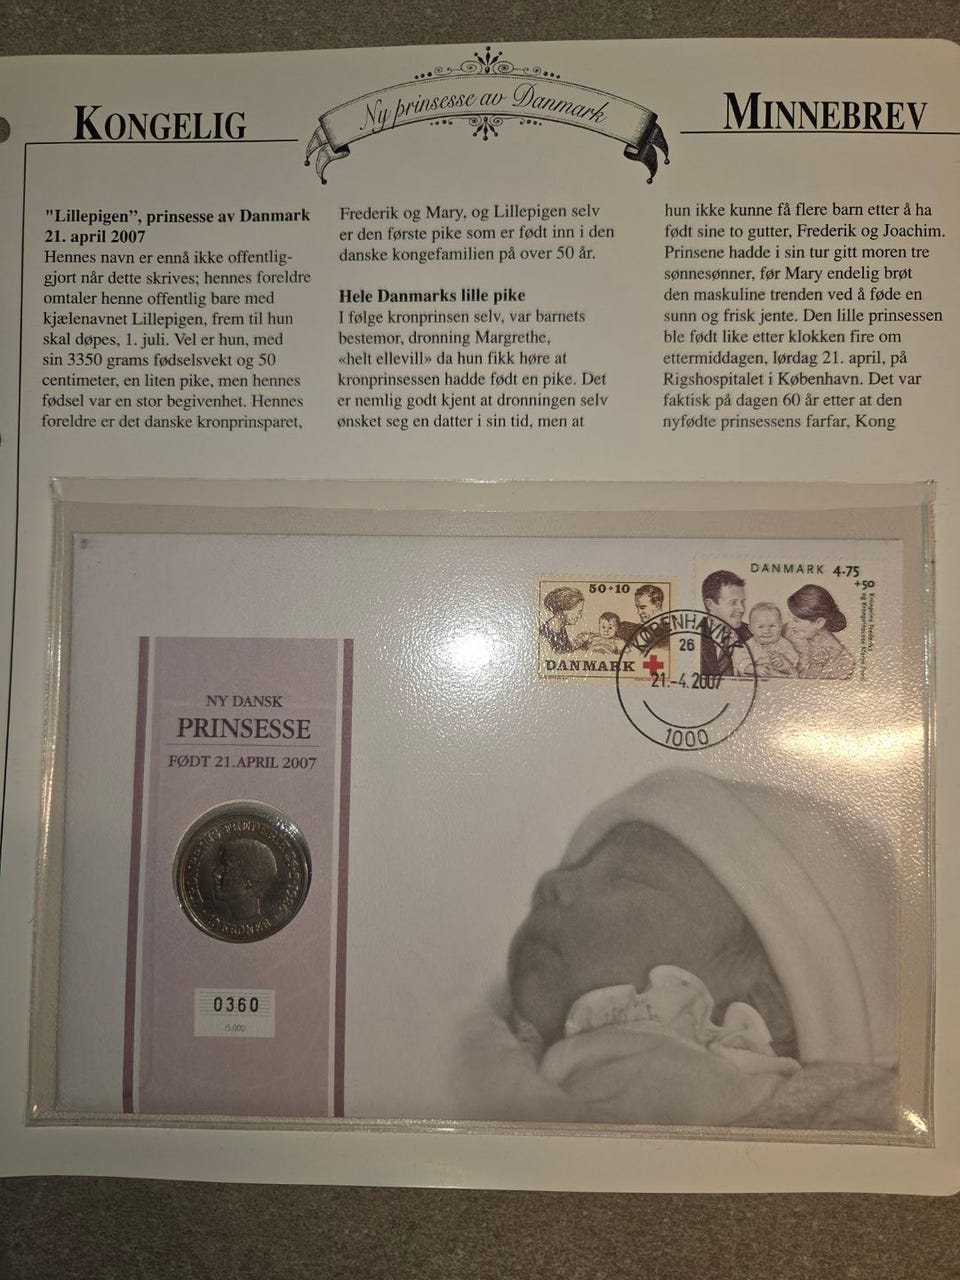 KONGELIG
Ny prinsesse av Danmark
MINNEBREV
"Lillepigen”, prinsesse av Danmark
21. april 2007
Hennes navn er ennå ikke offentlig-
gjort når dette skrives; hennes foreldre
omtaler henne offentlig bare med
kjælenavnet Lillepigen, frem til hun
skal døpes, 1. juli. Vel er hun, med
sin 3350 grams fødselsvekt og 50
centimeter, en liten pike, men hennes
fødsel var en stor begivenhet. Hennes
foreldre er det danske kronprinsparet,
Frederik og Mary, og Lillepigen selv
er den første pike som er født inn i den
danske kongefamilien på over 50 år.
Hele Danmarks lille pike
I følge kronprinsen selv, var barnets
bestemor, dronning Margrethe,
«helt ellevill» da hun fikk høre at
kronprinsessen hadde født en pike. Det
er nemlig godt kjent at dronningen selv
ønsket seg en datter i sin tid, men at
hun ikke kunne få flere barn etter å ha
født sine to gutter, Frederik og Joachim.
Prinsene hadde i sin tur gitt moren tre
sønnesønner, før Mary endelig brøt
den maskuline trenden ved å føde en
sunn og frisk jente. Den lille prinsessen
ble født like etter klokken fire om
ettermiddagen, lørdag 21. april, på
Rigshospitalet i København. Det var
faktisk på dagen 60 år etter at den
nyfødte prinsessens farfar, Kong
50+10
DANMARK
DANMARK 4.75
+50
Kronprins Frederik
og Kronprinsesse Mary
KØBENHAVN
26
21.-4.2007
1000
NY DANSK
PRINSESSE
FØDT 21.APRIL 2007
FREDERIK
KRONER
0360
/5.000